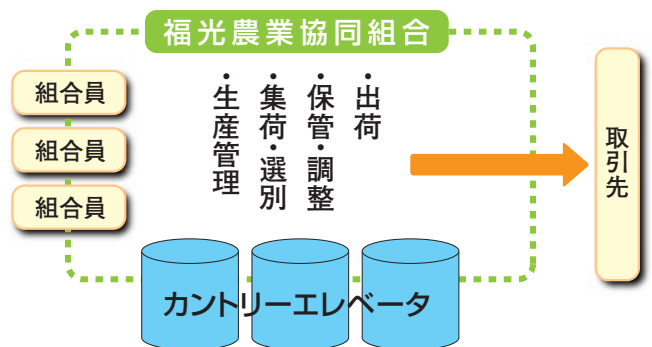 福光農業協同組合
組合員
組合員
組合員
・生産管理
・集荷・選別
・保管・調整
・出荷
取引先
カントリーエレベータ